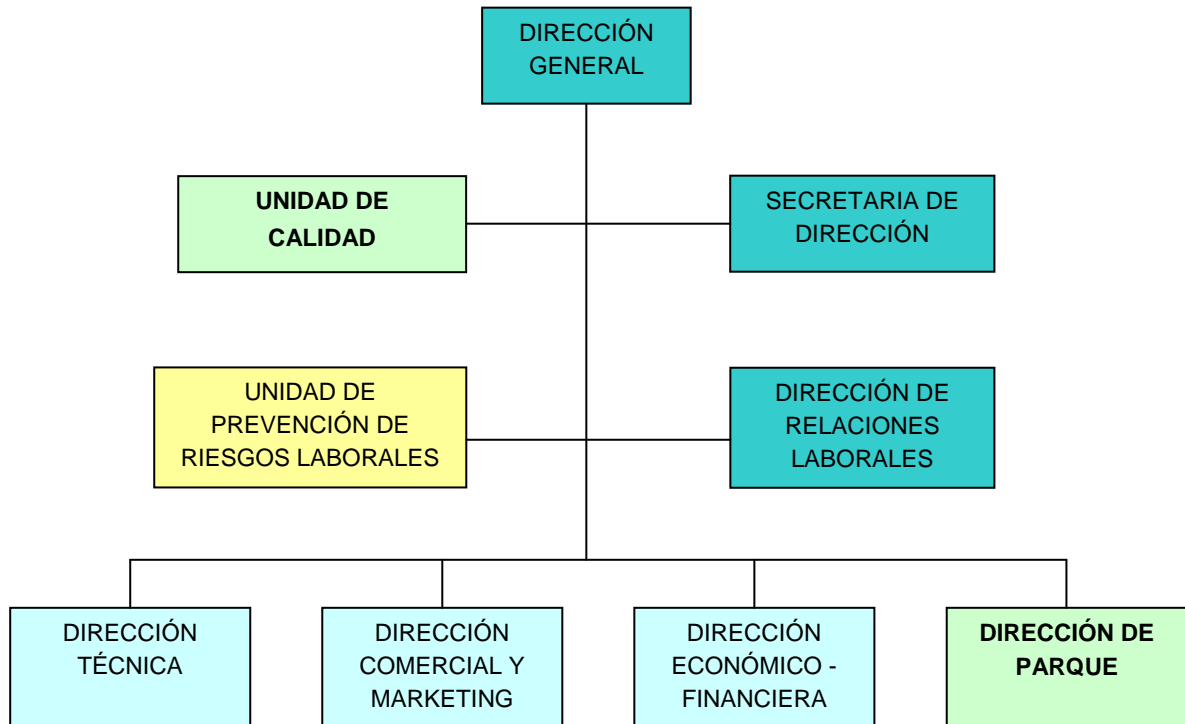 DIRECCIÓN
GENERAL
UNIDAD DE
CALIDAD
SECRETARIA DE
DIRECCIÓN
UNIDAD DE
PREVENCIÓN DE
RIESGOS LABORALES
DIRECCIÓN DE
RELACIONES
LABORALES
DIRECCIÓN
TÉCNICA
DIRECCIÓN
COMERCIAL Y
MARKETING
DIRECCIÓN
ECONÓMICO -
FINANCIERA
DIRECCIÓN DE
PARQUE